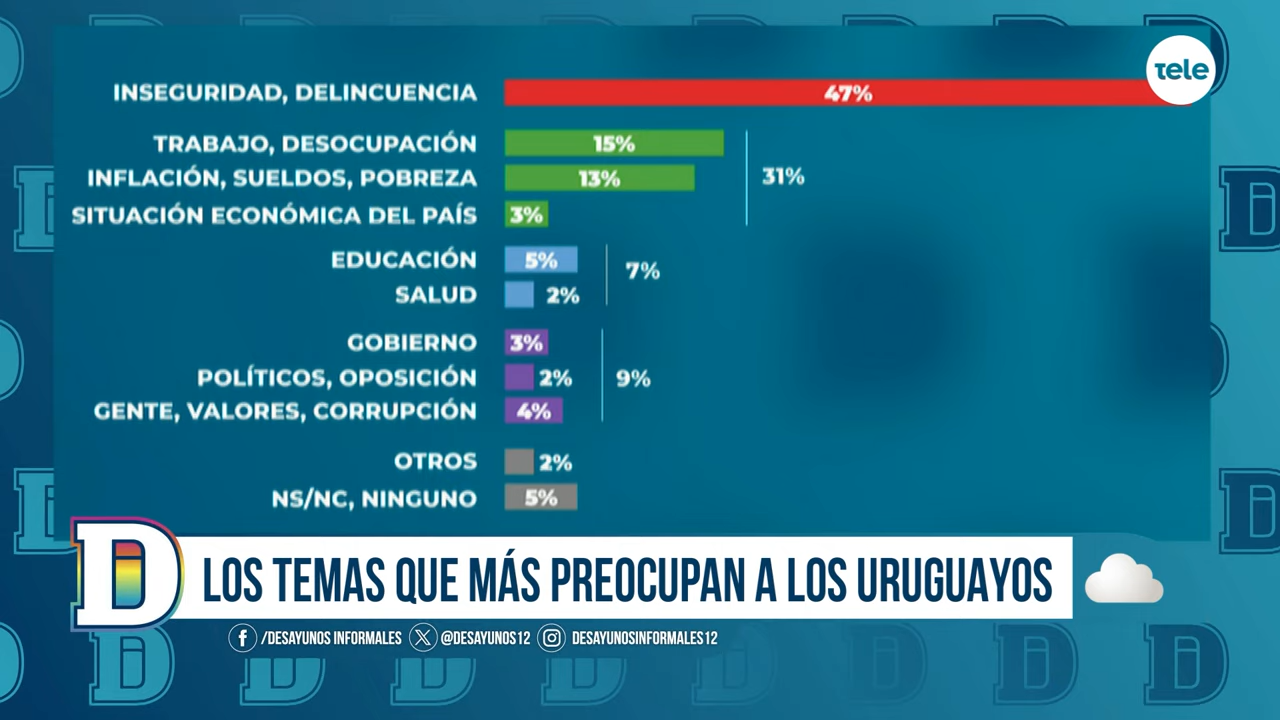 tele
INSEGURIDAD, DELINCUENCIA 47%
TRABAJO, DESOCUPACIÓN 15%
INFLACIÓN, SUELDOS, POBREZA 13% 31%
SITUACIÓN ECONÓMICA DEL PAÍS 3%
EDUCACIÓN 5%
7%
SALUD 2%
GOBIERNO 3%
POLÍTICOS, OPOSICIÓN 2% 9%
GENTE, VALORES, CORRUPCIÓN 4%
OTROS 2%
NS/NC, NINGUNO 5%
D LOS TEMAS QUE MÁS PREOCUPAN A LOS URUGUAYOS
/DESAYUNOS INFORMALES @DESAYUNOS12 DESAYUNOSINFORMALES12